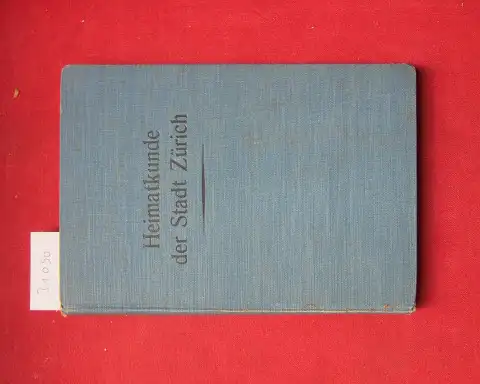 Heimatkunde
der Stadt Zürich